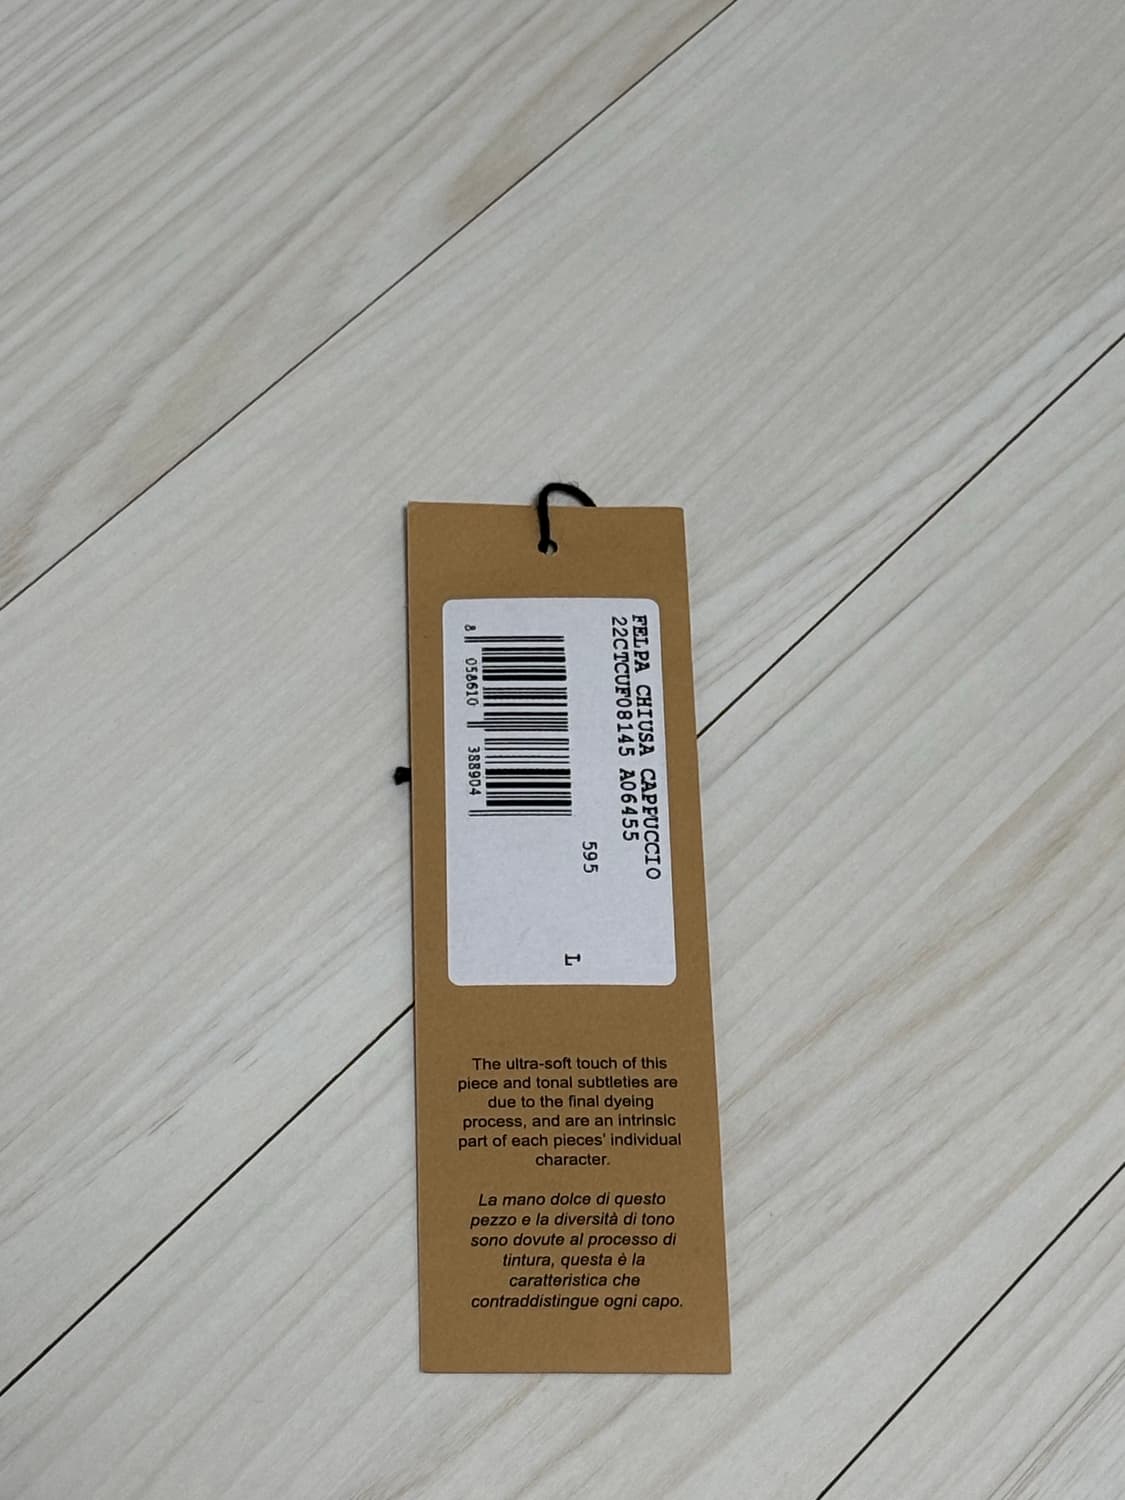 FELPA CHIUSA CAPPUCCIO
22CTCUF08145 A06455
595
L
8 058610 388904
The ultra-soft touch of this
piece and tonal subtleties are
due to the final dyeing
process, and are an intrinsic
part of each pieces' individual
character.
La mano dolce di questo
pezzo e la diversità di tono
sono dovute al processo di
tintura, questa è la
caratteristica che
contraddistingue ogni capo.